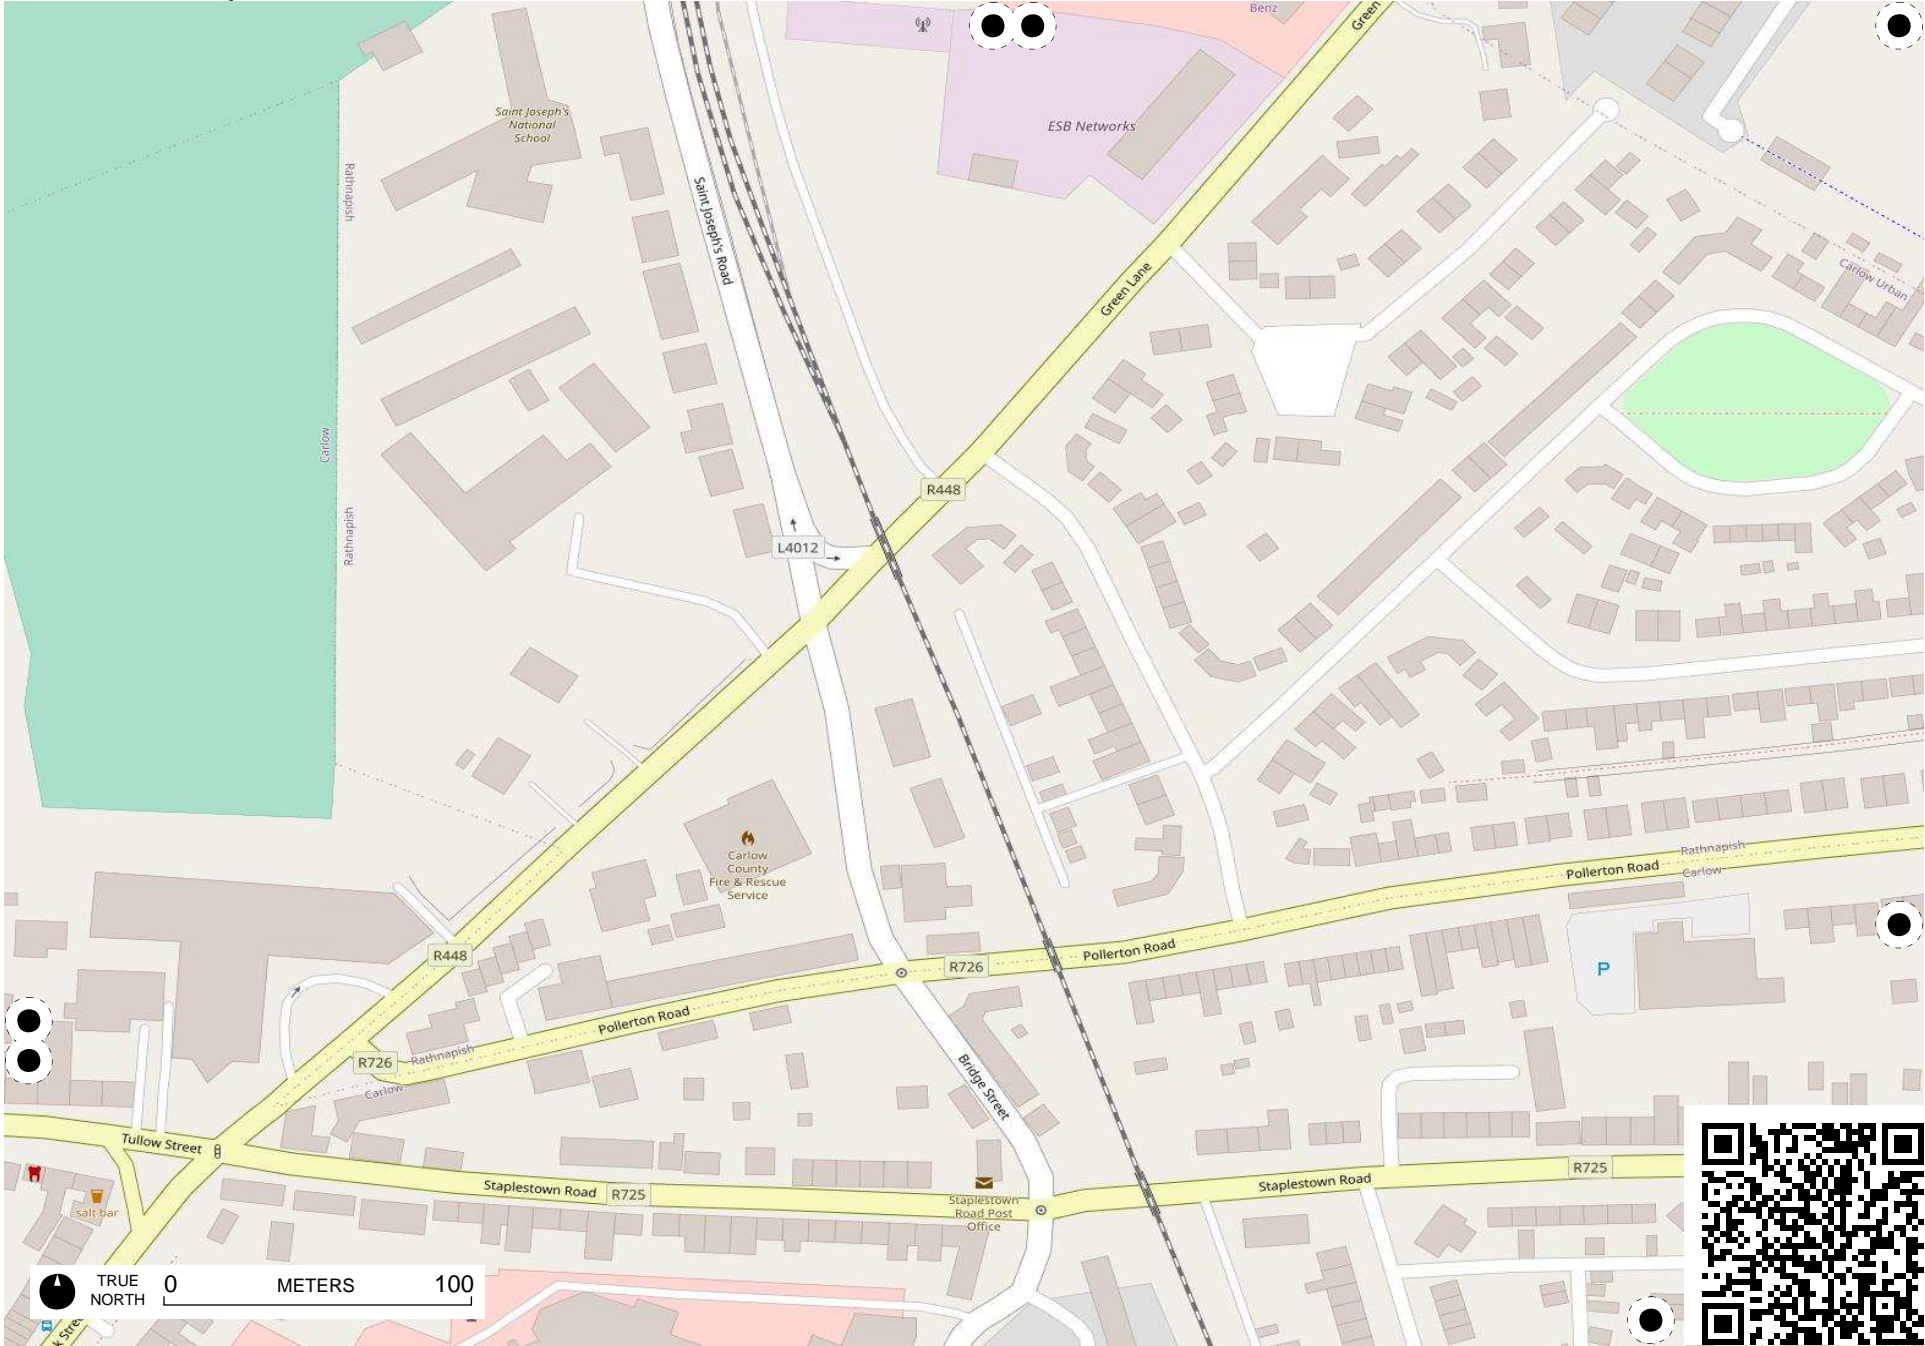 Benz
Green
Saint Joseph's
National
School
ESB Networks
Rathnapish
Saint Joseph's Road
Green Lane
Carlow Urban
Carlow
Rathnapish
R448
L4012
Carlow
County
Fire & Rescue
Service
Rathnapish
Pollerton Road
Carlow
R448
Pollerton Road
R726
P
Pollerton Road
Rathnapish
R726
Carlow
Bridge Street
Tullow Street
R725
Staplestown Road
Staplestown Road
R725
Staplestown
Road Post
Office
salt bar
TRUE
NORTH
0 METERS 100